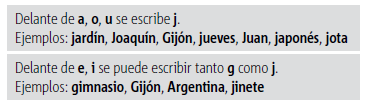 Delante de a, o, u se escribe j.
Ejemplos: jardín, Joaquín, Gijón, jueves, Juan, japonés, jota
Delante de e, i se puede escribir tanto g como j.
Ejemplos: gimnasio, Gijón, Argentina, jinete